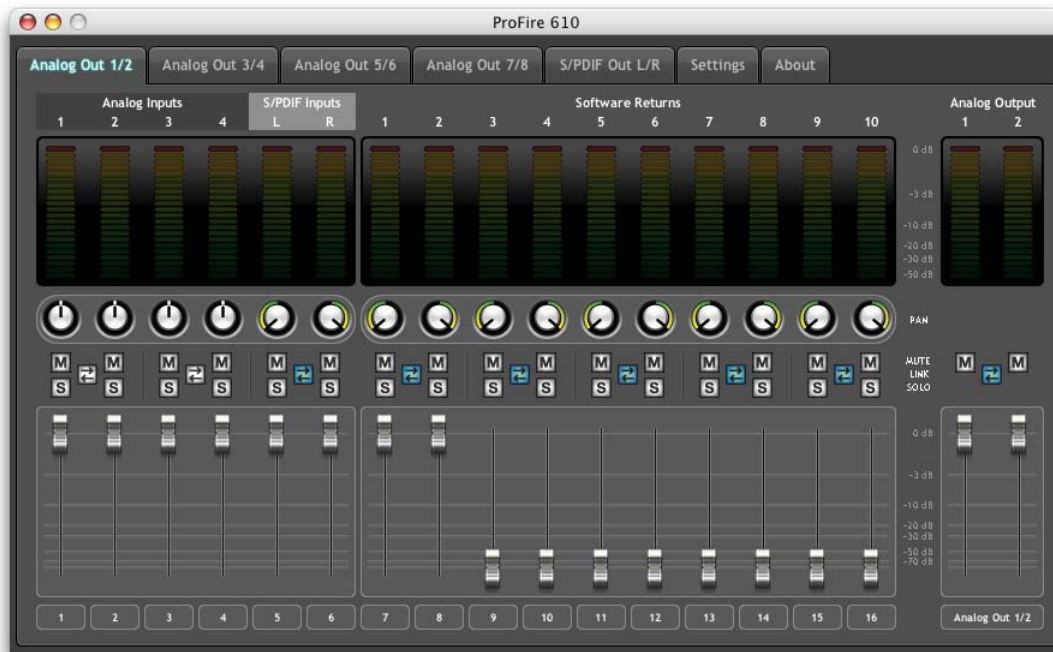 ProFire 610
Analog Out 1/2 Analog Out 3/4 Analog Out 5/6 Analog Out 7/8 S/PDIF Out L/R Settings About
Analog Inputs S/PDIF Inputs Software Returns Analog Output
1 2 3 4 L R 1 2 3 4 5 6 7 8 9 10 1 2
0 dB
-3 dB
-10 dB
-20 dB
-30 dB
-50 dB
PAN
M M M M M M M M M M M M M M M M MUTE M M
LINK
S S S S S S S S S S S S S S S S SOLO
0 dB
-3 dB
-10 dB
-20 dB
-30 dB
-50 dB
-70 dB
1 2 3 4 5 6 7 8 9 10 11 12 13 14 15 16 Analog Out 1/2